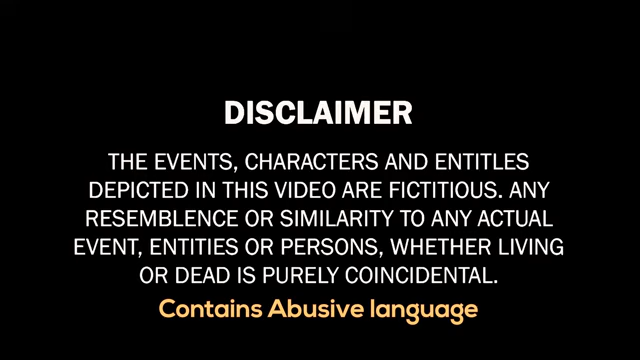 DISCLAIMER
THE EVENTS, CHARACTERS AND ENTITLES
DEPICTED IN THIS VIDEO ARE FICTITIOUS. ANY
RESEMBLENCE OR SIMILARITY TO ANY ACTUAL
EVENT, ENTITIES OR PERSONS, WHETHER LIVING
OR DEAD IS PURELY COINCIDENTAL.
Contains Abusive language